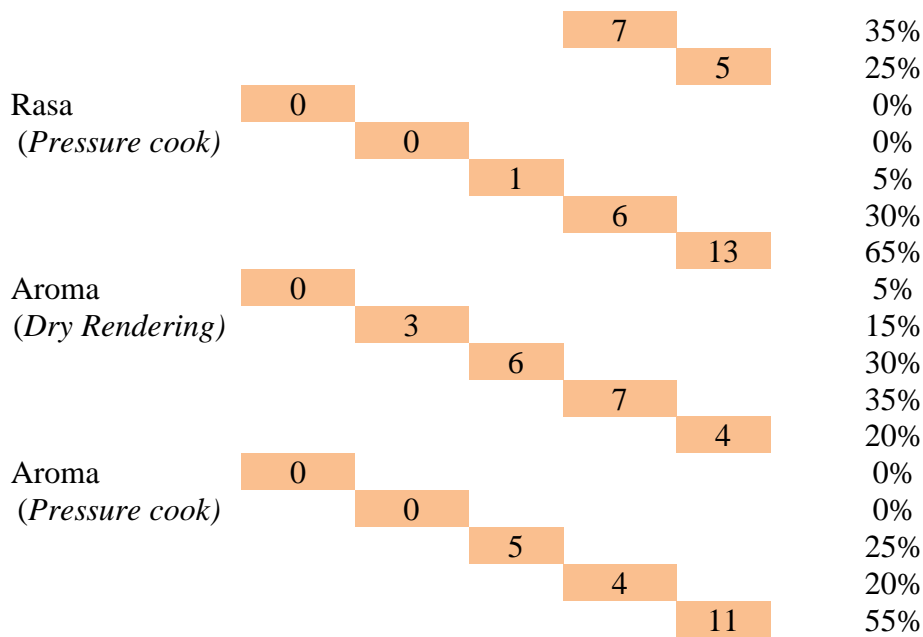 7 35%
5 25%
Rasa 0 0%
(Pressure cook) 0 0%
1 5%
6 30%
13 65%
Aroma 0 5%
(Dry Rendering) 3 15%
6 30%
7 35%
4 20%
Aroma 0 0%
(Pressure cook) 0 0%
5 25%
4 20%
11 55%